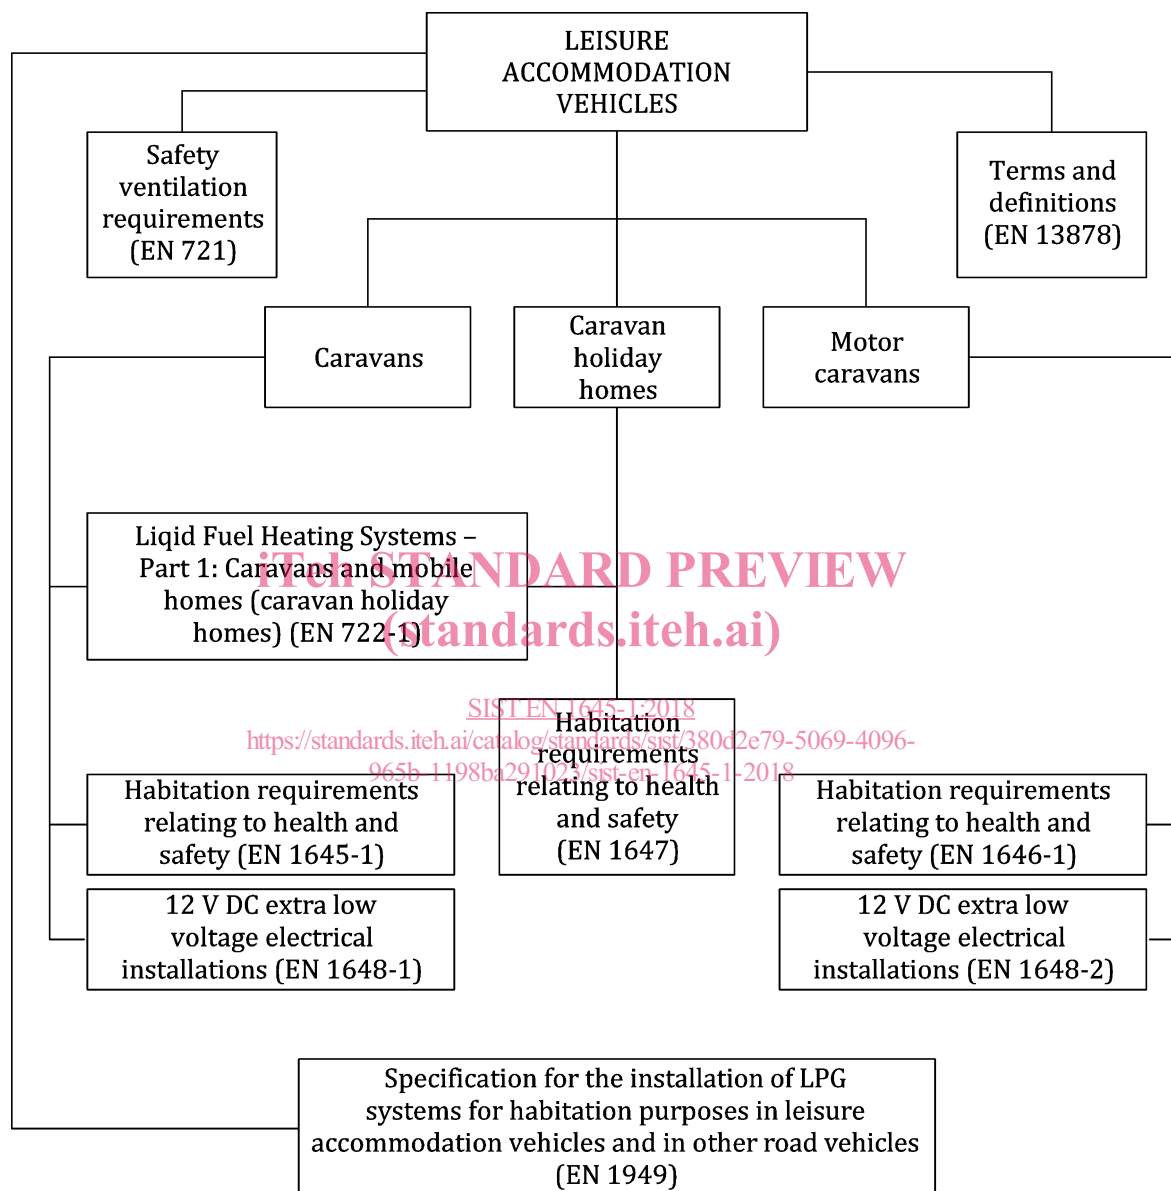 LEISURE
ACCOMMODATION
VEHICLES
Safety
ventilation
requirements
(EN 721)
Terms and
definitions
(EN 13878)
Caravans
Caravan
holiday
homes
Motor
caravans
Liqid Fuel Heating Systems –
Part 1: Caravans and mobile
homes (caravan holiday
homes) (EN 722-1)
iTeh STANDARD PREVIEW
(standards.iteh.ai)
SIST EN 1645-1:2018
https://standards.iteh.ai/catalog/standards/sist/380d2e79-5069-4096-
965b-1198ba291023/sist-en-1645-1-2018
Habitation
requirements
relating to health
and safety
(EN 1647)
Habitation requirements
relating to health and
safety (EN 1645-1)
Habitation requirements
relating to health and
safety (EN 1646-1)
12 V DC extra low
voltage electrical
installations (EN 1648-1)
12 V DC extra low
voltage electrical
installations (EN 1648-2)
Specification for the installation of LPG
systems for habitation purposes in leisure
accommodation vehicles and in other road vehicles
(EN 1949)